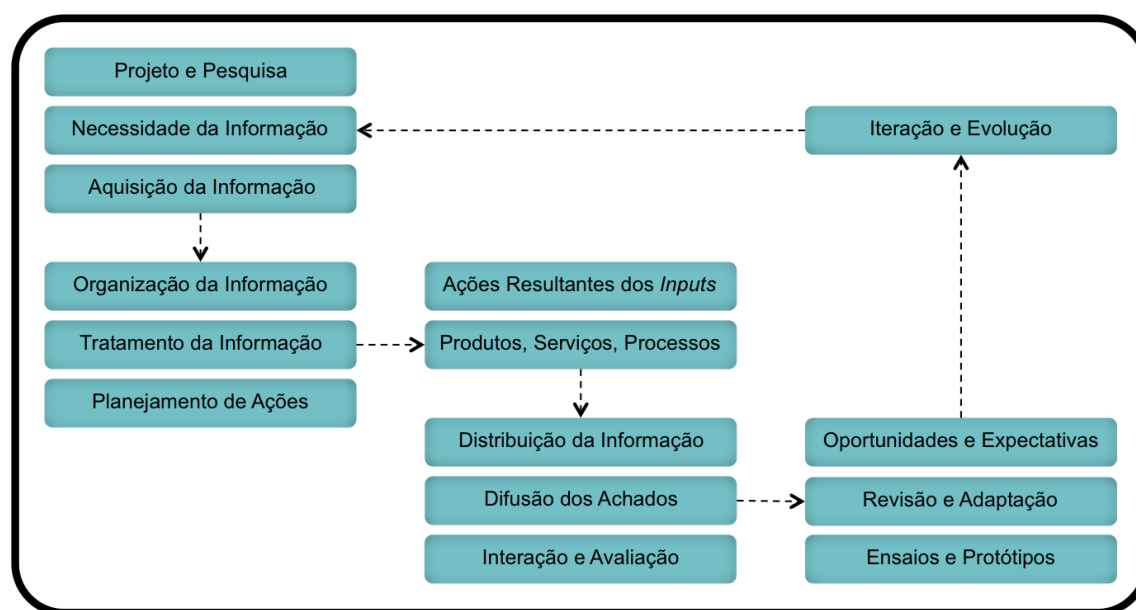 Projeto e Pesquisa
Necessidade da Informação
Aquisição da Informação
Iteração e Evolução
Organização da Informação
Tratamento da Informação
Planejamento de Ações
Ações Resultantes dos Inputs
Produtos, Serviços, Processos
Distribuição da Informação
Difusão dos Achados
Interação e Avaliação
Oportunidades e Expectativas
Revisão e Adaptação
Ensaios e Protótipos